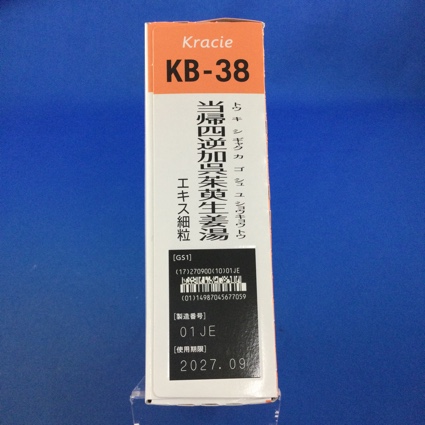 Kracie
KB-38
当帰四逆加呉茱萸生姜湯
トウキシギャクカゴシュユショウキョウトウ
エキス細粒
[GS1]
(17)270900(10)01JE
(01)14987045677059
[製造番号]
01JE
[使用期限]
2027.09